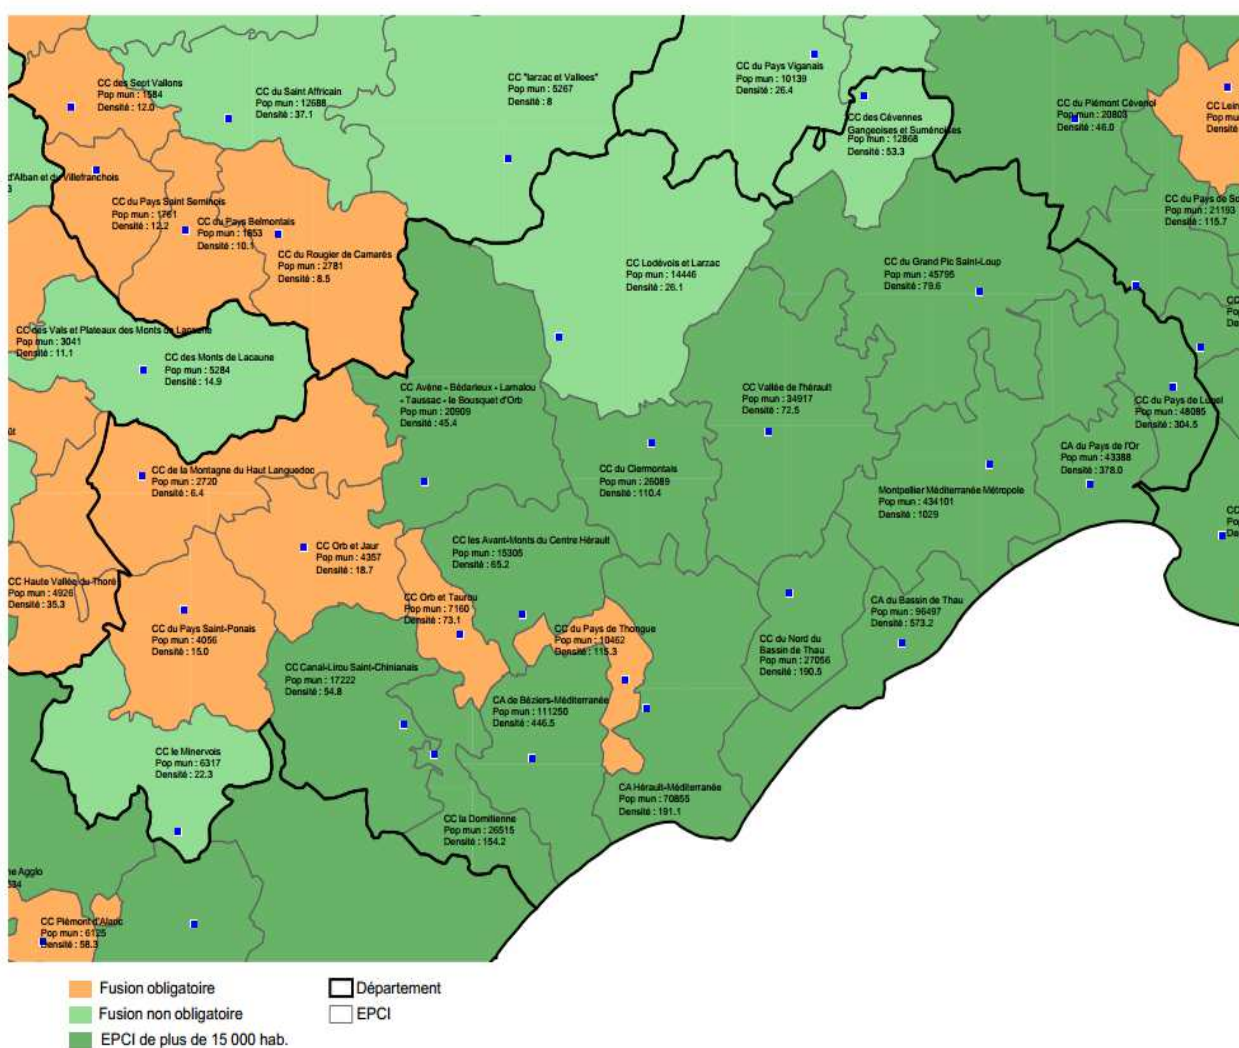 CC des Sept Vallons
Pop mun : 1584
Densité : 12.0
CC du Saint Affricain
Pop mun : 12688
Densité : 37.1
CC "larzac et Vallees"
Pop mun : 5267
Densité : 8
CC du Pays Viganais
Pop mun : 10139
Densité : 26.4
CC des Cévennes
Gangeoises et Suménoises
Pop mun : 12868
Densité : 53.3
CC du Piémont Cévenol
Pop mun : 20803
Densité : 46.0
CC Lein
Pop mu
Densité
d'Alban et du Villefranchois
3
CC du Pays Saint Serninois
Pop mun : 1761
Densité : 12.2
CC du Pays Belmontais
Pop mun : 1653
Densité : 10.1
CC du Rougier de Camarès
Pop mun : 2781
Densité : 8.5
CC du Pays de So
Pop mun : 21193
Densité : 115.7
CC Lodévois et Larzac
Pop mun : 14446
Densité : 26.1
CC du Grand Pic Saint-Loup
Pop mun : 45795
Densité : 79.6
CC
Pop
De
CC des Vals et Plateaux des Monts de Lacaune
Pop mun : 3041
Densité : 11.1
CC des Monts de Lacaune
Pop mun : 5284
Densité : 14.9
CC Avène - Bédarieux - Lamalou
- Taussac - le Bousquet d'Orb
Pop mun : 20909
Densité : 45.4
CC Vallée de l'hérault
Pop mun : 34917
Densité : 72.5
CC du Pays de Lunel
Pop mun : 48085
Densité : 304.5
CA du Pays de l'Or
Pop mun : 43388
Densité : 378.0
CC de la Montagne du Haut Languedoc
Pop mun : 2720
Densité : 6.4
CC du Clermontais
Pop mun : 26089
Densité : 110.4
Montpellier Méditerranée Métropole
Pop mun : 434101
Densité : 1029
CC
Pop
De
CC Orb et Jaur
Pop mun : 4357
Densité : 18.7
CC les Avant-Monts du Centre Hérault
Pop mun : 15305
Densité : 65.2
CC Haute Vallée du Thoré
Pop mun : 4926
Densité : 35.3
CC Orb et Taurou
Pop mun : 7160
Densité : 73.1
CA du Bassin de Thau
Pop mun : 96497
Densité : 573.2
CC du Pays Saint-Ponais
Pop mun : 4056
Densité : 15.0
CC du Pays de Thongue
Pop mun : 10462
Densité : 115.3
CC du Nord du
Bassin de Thau
Pop mun : 27056
Densité : 190.5
CC Canal-Lirou Saint-Chinianais
Pop mun : 17222
Densité : 54.8
CA de Béziers-Méditerranée
Pop mun : 111250
Densité : 446.5
CC le Minervois
Pop mun : 6317
Densité : 22.3
CA Hérault-Méditerranée
Pop mun : 70855
Densité : 191.1
CC la Domitienne
Pop mun : 26515
Densité : 154.2
ne Agglo
534
CC Piémont d'Alaric
Pop mun : 6125
Densité : 58.3
Fusion obligatoire
Fusion non obligatoire
EPCI de plus de 15 000 hab.
Département
EPCI